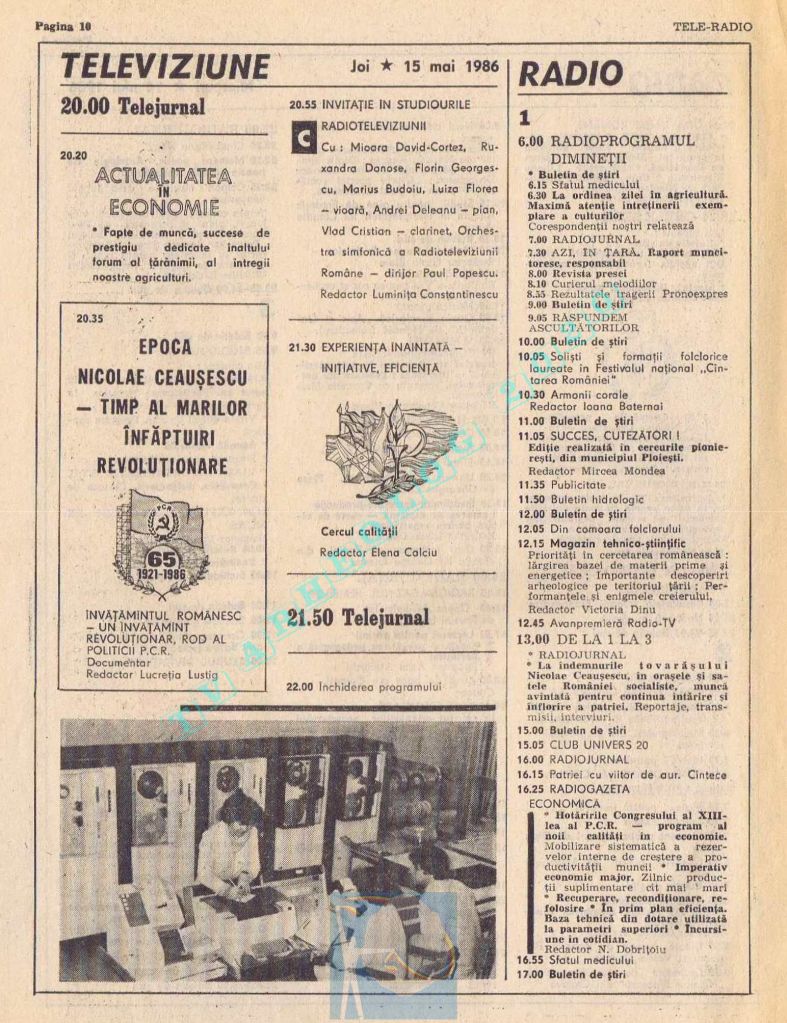 Pagina 10
TELE-RADIO
TELEVIZIUNE
Joi ★ 15 mai 1986
20.00 Telejurnal
20.20
ACTUALITATEA
ÎN
ECONOMIE
* Fapte de muncă, succese de
prestigiu dedicate înaltului
forum al țărănimii, al întregii
noastre agriculturi.
20.35
EPOCA
NICOLAE CEAUȘESCU
— TIMP AL MARILOR
ÎNFĂPTUIRI
REVOLUȚIONARE
PCR
65
1921-1986
ÎNVĂȚĂMINTUL ROMÂNESC
– UN ÎNVĂȚĂMÎNT
REVOLUȚIONAR, ROD AL
POLITICII P.C.R.
Documentar
Redactor Lucreția Lustig
20.55 INVITAȚIE ÎN STUDIOURILE
C RADIOTELEVIZIUNII
Cu : Mioara David-Cortez, Ru-
xandra Donose, Florin Georges-
cu, Marius Budoiu, Luiza Florea
– vioară, Andrei Deleanu – pian,
Vlad Cristian – clarinet, Orches-
tra simfonică a Radioteleviziunii
Române – dirijor Paul Popescu.
Redactor Luminița Constantinescu
21.30 EXPERIENȚA ÎNAINTATĂ –
INIȚIATIVE, EFICIENȚĂ
Cercul calității
Redactor Elena Calciu
21.50 Telejurnal
22.00 Închiderea programului
RADIO
1
6.00 RADIOPROGRAMUL
DIMINEȚII
* Buletin de știri
6.15 Sfatul medicului
6.30 La ordinea zilei în agricultură.
Maximă atenție întreținerii exem-
plare a culturilor
Corespondenții noștri relatează
7.00 RADIOJURNAL
7.30 AZI, ÎN ȚARĂ. Raport munci-
toresc, responsabil
8.00 Revista presei
8.10 Curierul melodiilor
8.55 Rezultatele tragerii Pronoexpres
9.00 Buletin de știri
9.05 RĂSPUNDEM
ASCULTĂTORILOR
10.00 Buletin de știri
10.05 Soliști și formații folclorice
laureate în Festivalul național „Cîn-
tarea României"
10.30 Armonii corale
Redactor Ioana Baternai
11.00 Buletin de știri
11.05 SUCCES, CUTEZĂTORI !
Ediție realizată în cercurile pionie-
rești, din municipiul Ploiești.
Redactor Mircea Mondea
11.35 Publicitate
11.50 Buletin hidrologic
12.00 Buletin de știri
12.05 Din comoara folclorului
12.15 Magazin tehnico-științific
Priorități în cercetarea românească :
lărgirea bazei de materii prime și
energetice ; Importante descoperiri
arheologice pe teritoriul țării ; Per-
formanțele și enigmele creierului.
Redactor Victoria Dinu
12.45 Avanpremieră Radio-TV
13,00 DE LA 1 LA 3
* RADIOJURNAL
* La îndemnurile tovarășului
Nicolae Ceaușescu, în orașele și sa-
tele României socialiste, muncă
avîntată pentru continua întărire și
înflorire a patriei. Reportaje, trans-
misii, interviuri.
15.00 Buletin de știri
15.05 CLUB UNIVERS 20
16.00 RADIOJURNAL
16.15 Patriei cu viitor de aur. Cîntece
16.25 RADIOGAZETA
ECONOMICĂ
* Hotărîrile Congresului al XIII-
lea al P.C.R. — program al
noii calități în economie.
Mobilizare sistematică a rezer-
velor interne de creștere a pro-
ductivității muncii * Imperativ
economic major. Zilnic produc-
ții suplimentare cît mai mari
* Recuperare, recondiționare, re-
folosire * În prim plan eficiența.
Baza tehnică din dotare utilizată
la parametri superiori * Incursi-
une în cotidian.
Redactor N. Dobrițoiu
16.55 Sfatul medicului
17.00 Buletin de știri